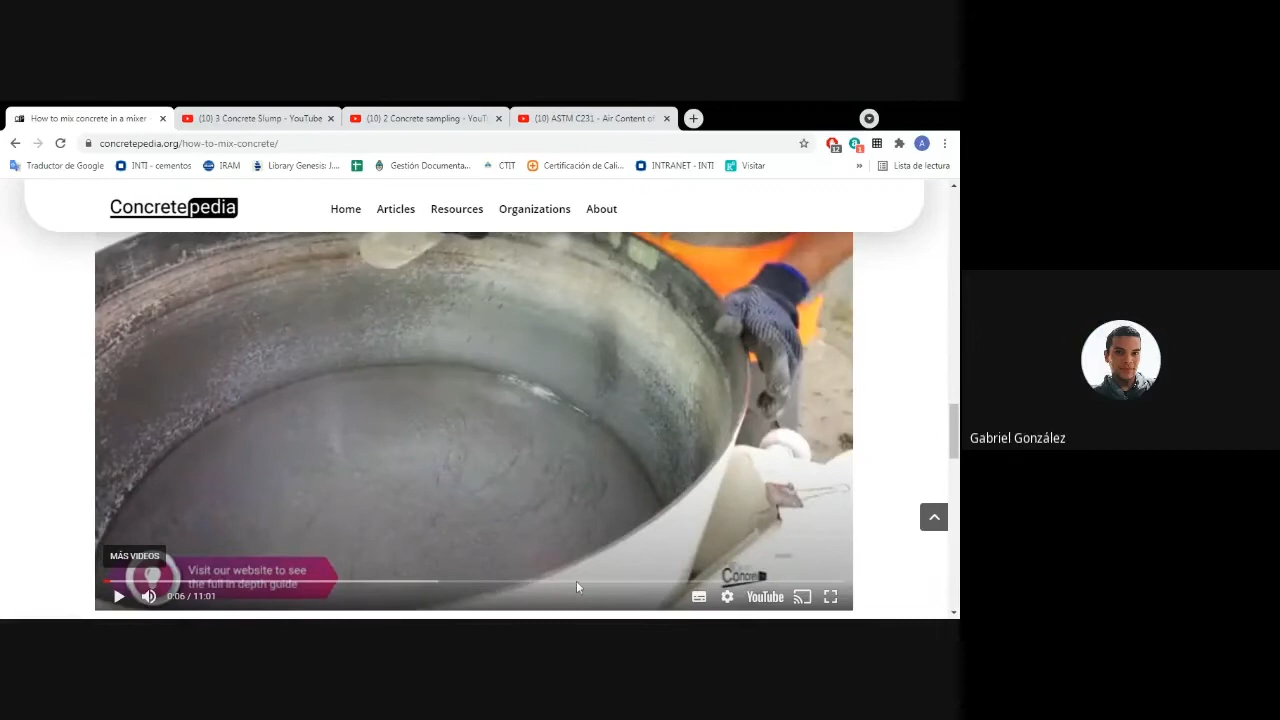 How to mix concrete in a mixer
(10) 3 Concrete Slump - YouTube
(10) 2 Concrete sampling - YouT
(10) ASTM C231 - Air Content of
concretepedia.org/how-to-mix-concrete/
12
1
A
Traductor de Google
INTI - cementos
IRAM
Library Genesis: J....
Gestión Documenta...
CTIT
Certificación de Cali...
INTRANET - INTI
Visitar
»
Lista de lectura
Concretepedia
Home
Articles
Resources
Organizations
About
MÁS VIDEOS
Visit our website to see
the full in depth guide
0:06 / 11:01
YouTube
Gabriel González